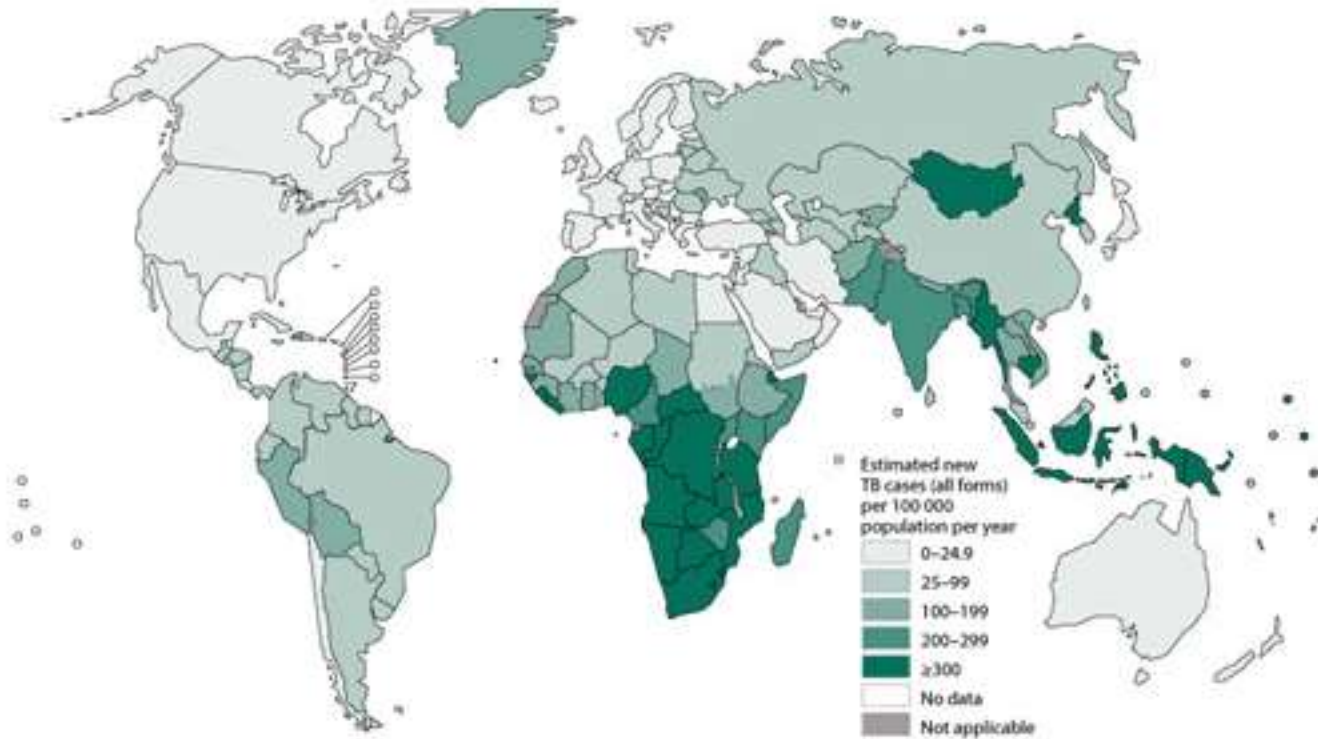 Estimated new
TB cases (all forms)
per 100 000
population per year
0–24.9
25–99
100–199
200–299
≥300
No data
Not applicable